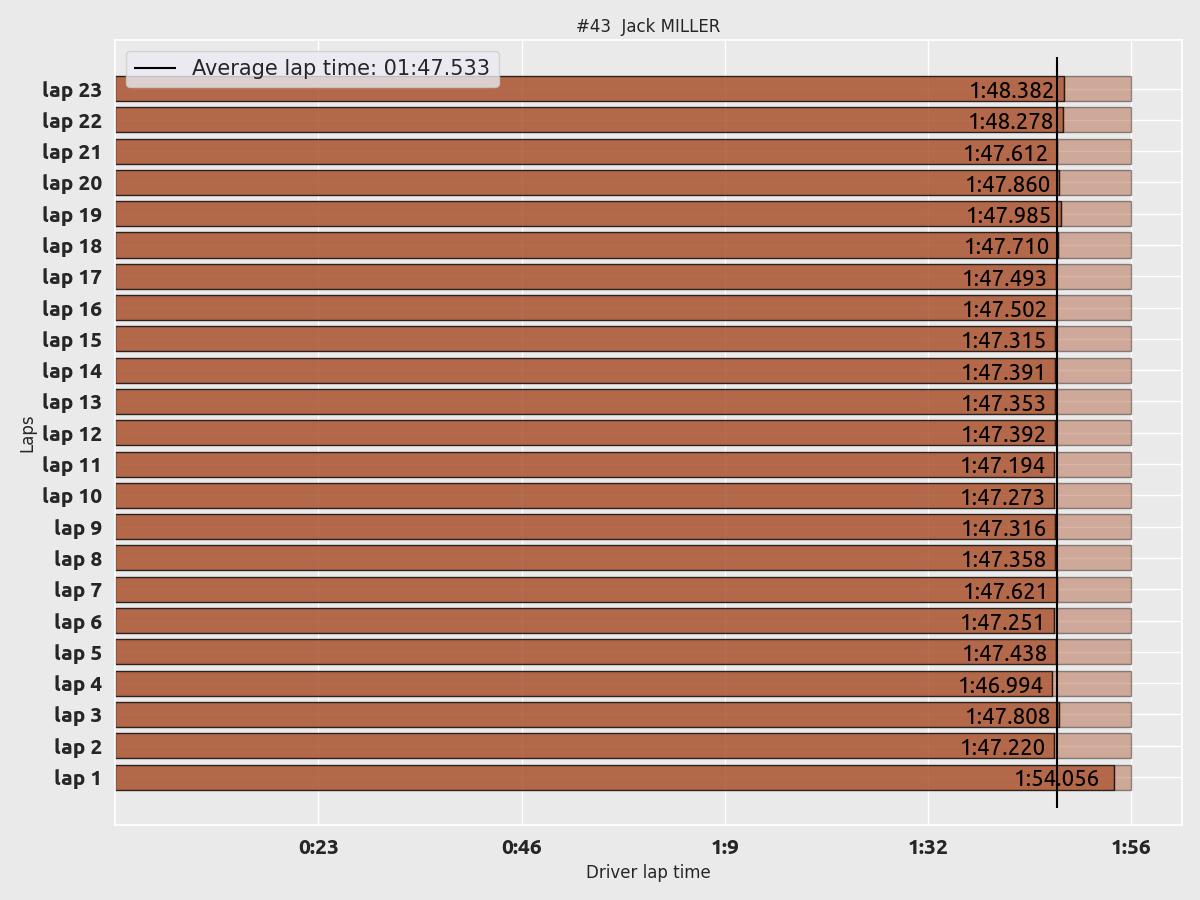 #43  Jack MILLER
Average lap time: 01:47.533
lap 23 1:48.382
lap 22 1:48.278
lap 21 1:47.612
lap 20 1:47.860
lap 19 1:47.985
lap 18 1:47.710
lap 17 1:47.493
lap 16 1:47.502
lap 15 1:47.315
lap 14 1:47.391
lap 13 1:47.353
lap 12 1:47.392
lap 11 1:47.194
lap 10 1:47.273
lap 9 1:47.316
lap 8 1:47.358
lap 7 1:47.621
lap 6 1:47.251
lap 5 1:47.438
lap 4 1:46.994
lap 3 1:47.808
lap 2 1:47.220
lap 1 1:54.056
Laps
0:23 0:46 1:9 1:32 1:56
Driver lap time